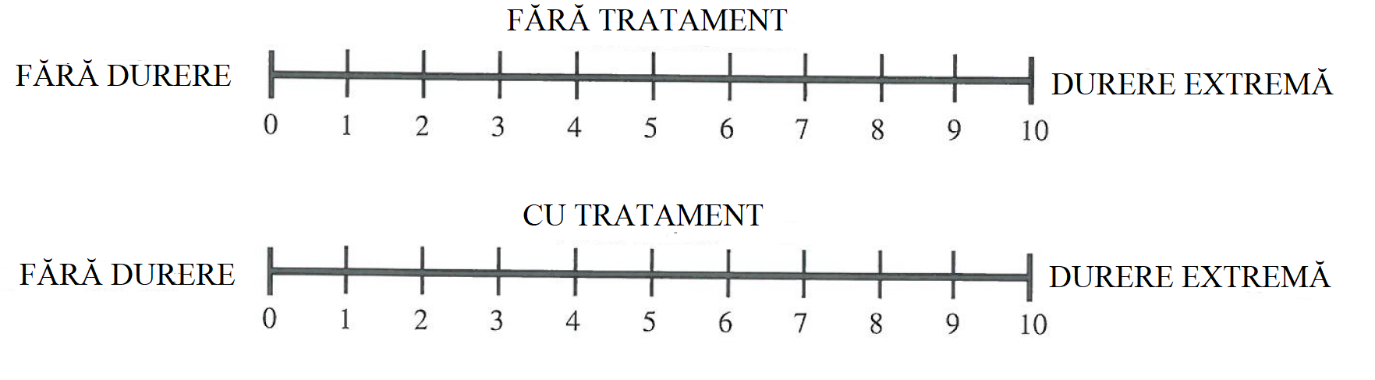 FĂRĂ TRATAMENT
FĂRĂ DURERE DURERE EXTREMĂ
0 1 2 3 4 5 6 7 8 9 10
CU TRATAMENT
FĂRĂ DURERE DURERE EXTREMĂ
0 1 2 3 4 5 6 7 8 9 10